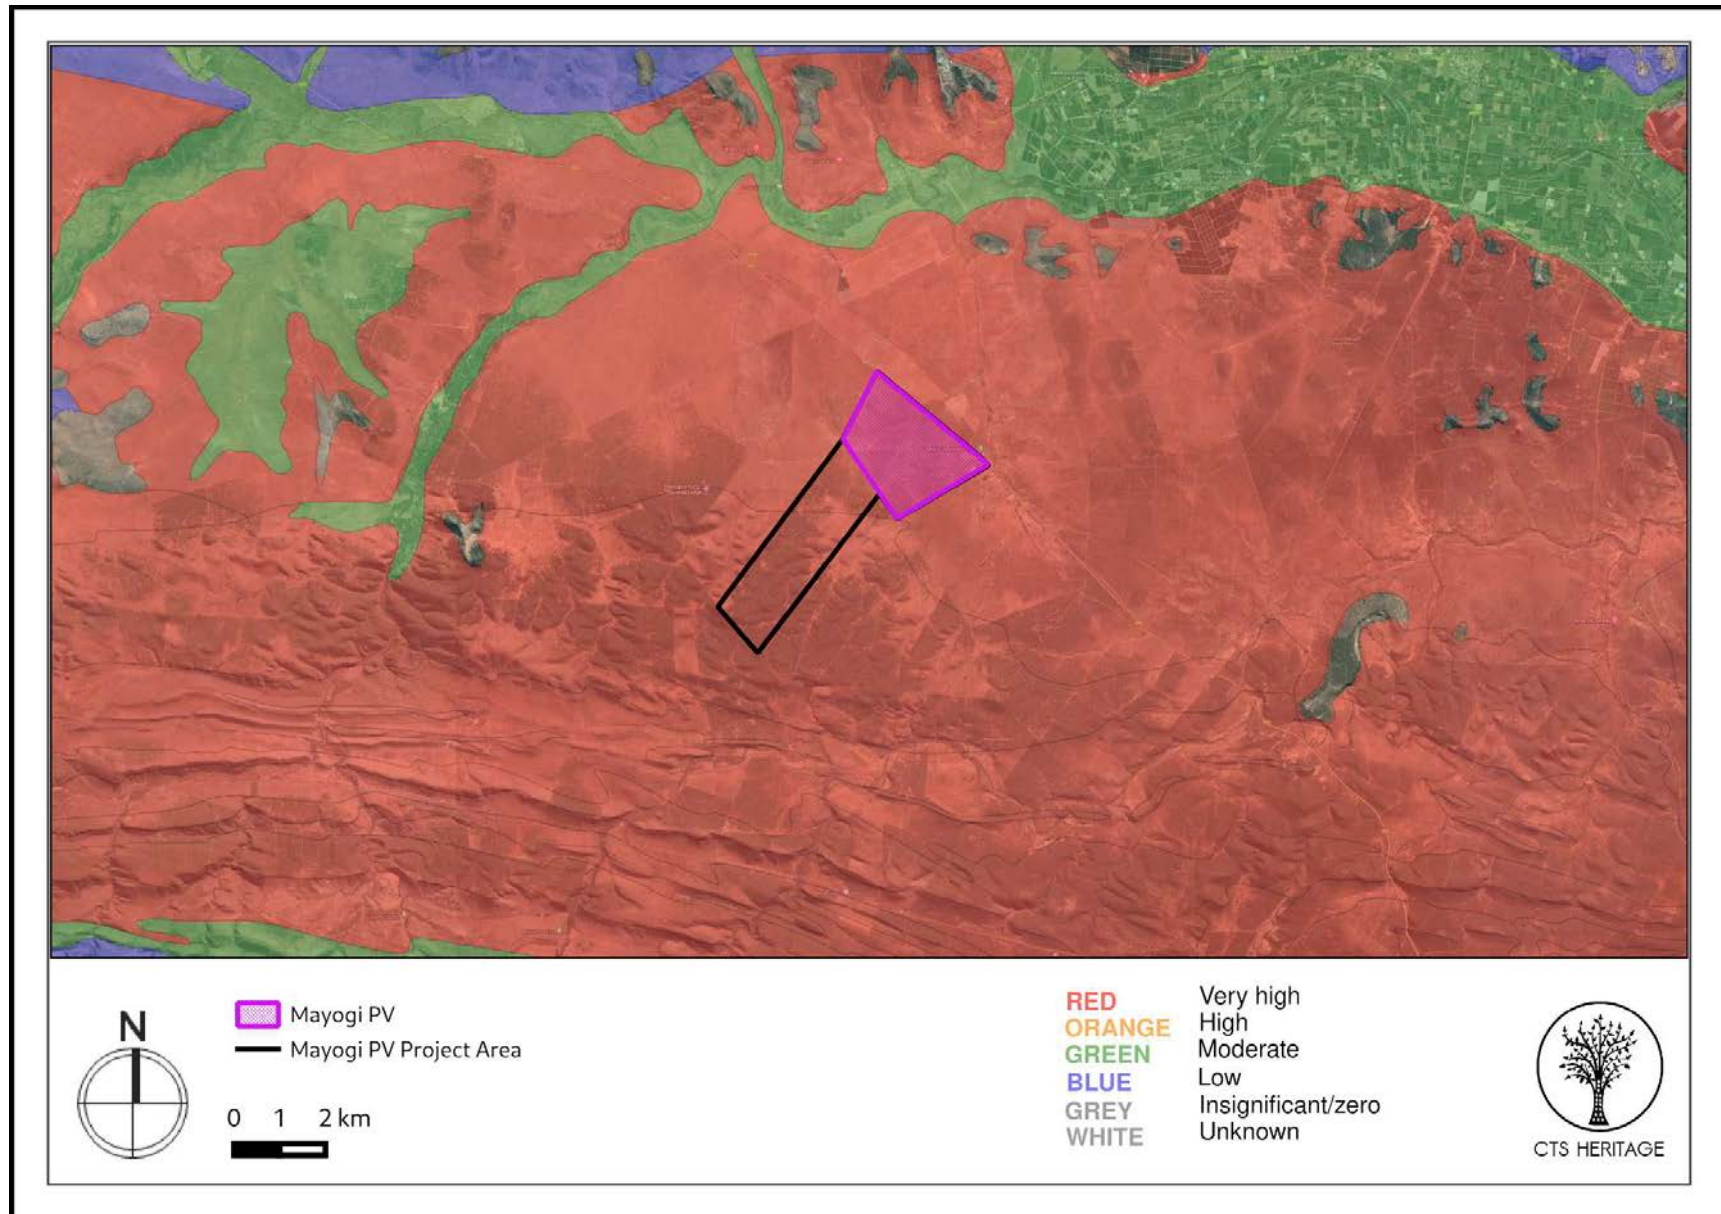 N
Mayogi PV
Mayogi PV Project Area
0 1 2 km
RED Very high
ORANGE High
GREEN Moderate
BLUE Low
GREY Insignificant/zero
WHITE Unknown
CTS HERITAGE